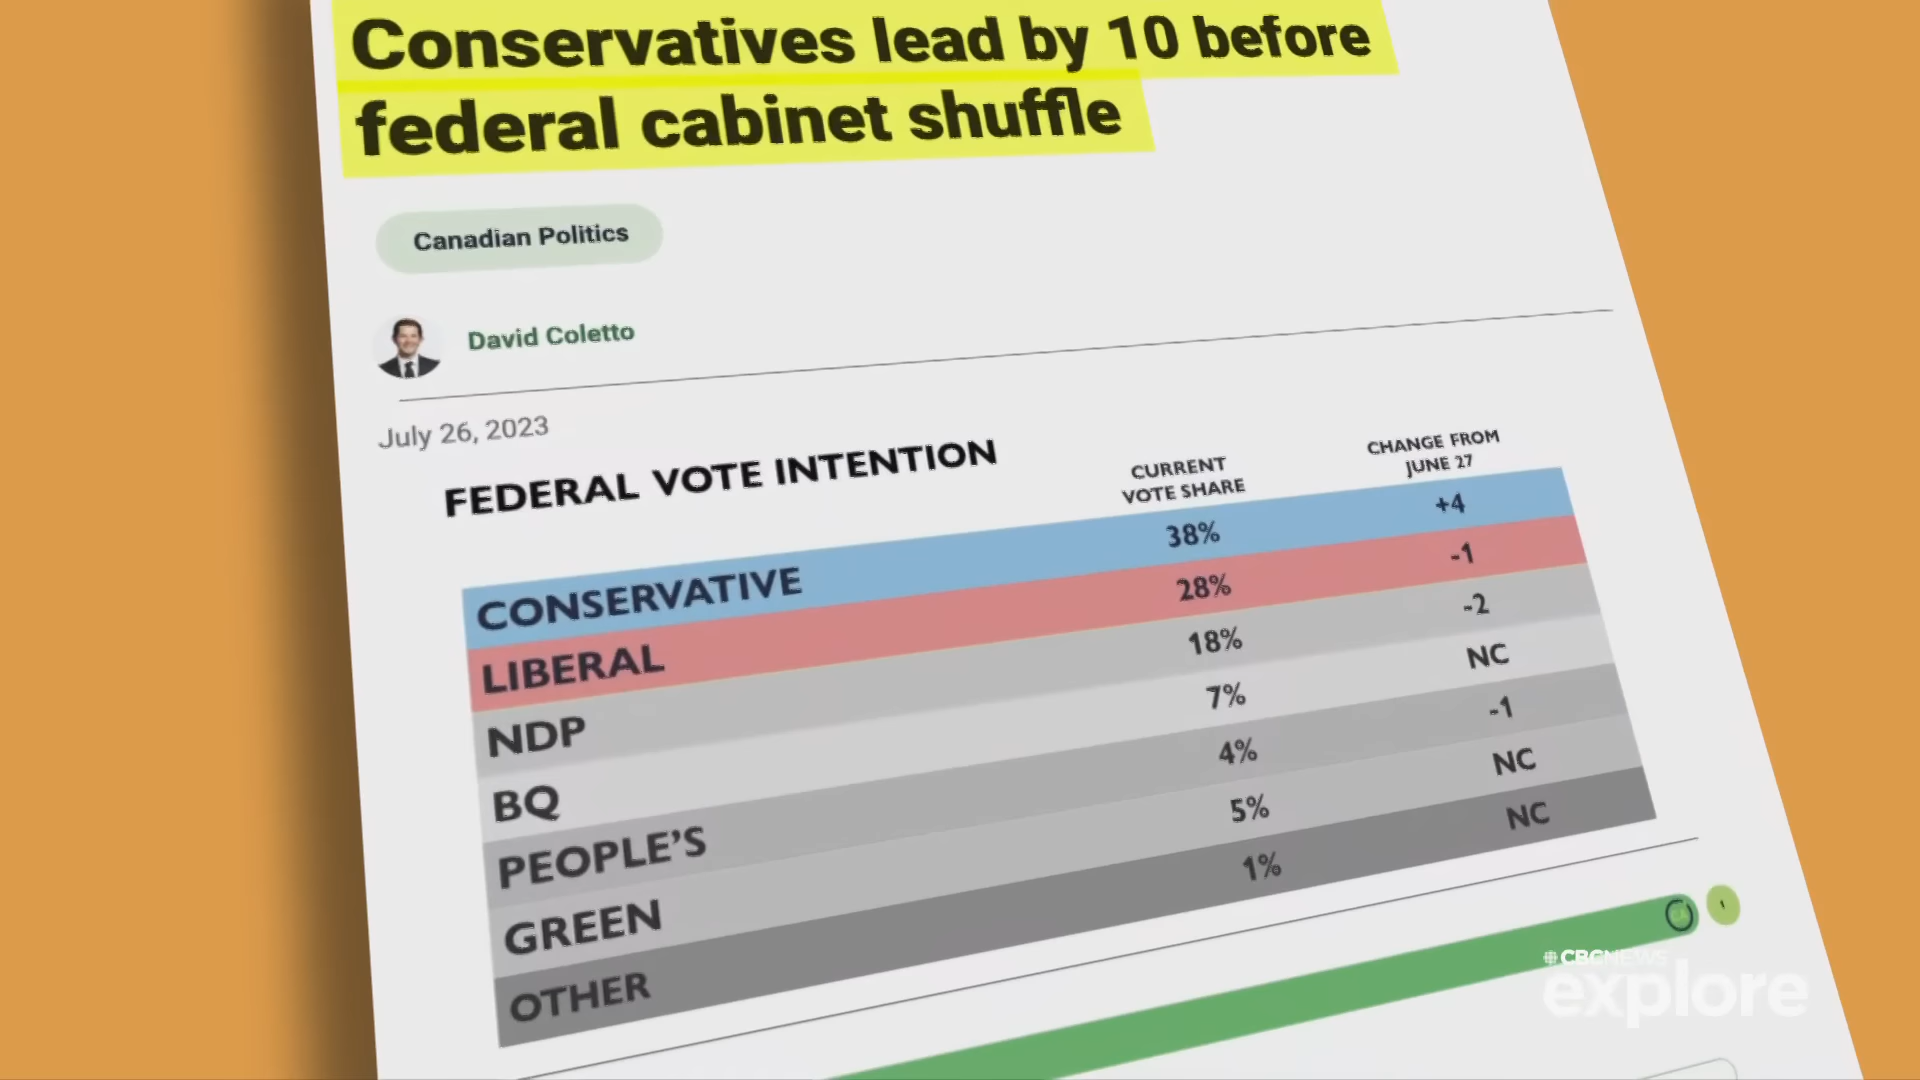 Conservatives lead by 10 before
federal cabinet shuffle
Canadian Politics
David Coletto
July 26, 2023
FEDERAL VOTE INTENTION
CURRENT
VOTE SHARE
CHANGE FROM
JUNE 27
CONSERVATIVE 38% +4
LIBERAL 28% -1
NDP 18% -2
BQ 7% NC
PEOPLE'S 4% -1
GREEN 5% NC
OTHER 1% NC
CBCNEWS
explore